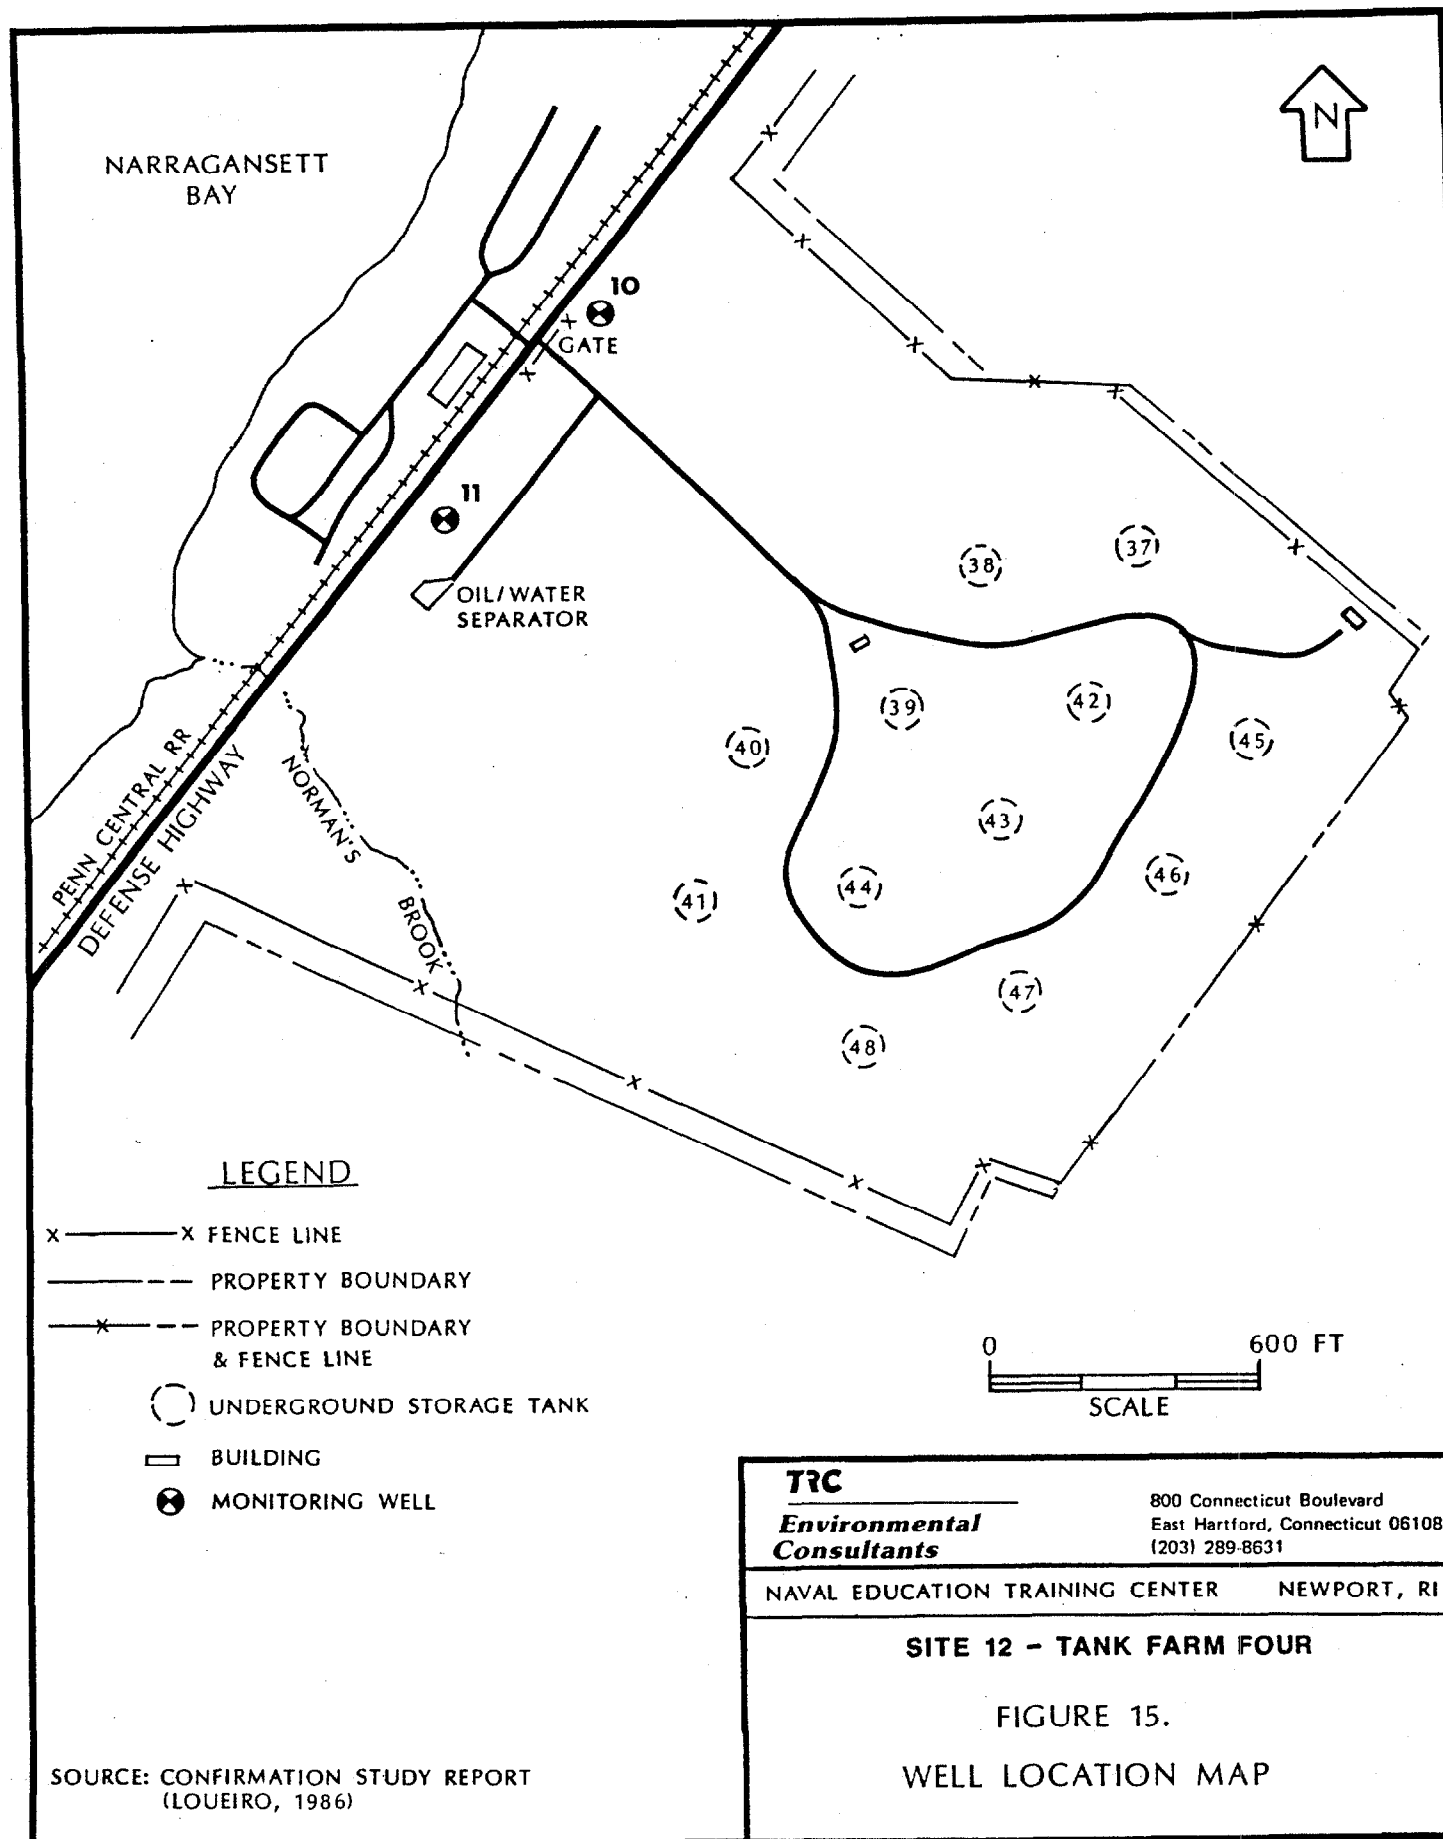 NARRAGANSETT
BAY
N
10
GATE
11
OIL/WATER
SEPARATOR
38
37
39
42
40
45
43
44
46
41
47
48
PENN CENTRAL RR
DEFENSE HIGHWAY
NORMAN'S
BROOK
LEGEND
X X FENCE LINE
PROPERTY BOUNDARY
X PROPERTY BOUNDARY
& FENCE LINE
UNDERGROUND STORAGE TANK
BUILDING
MONITORING WELL
0 600 FT
SCALE
TRC
Environmental
Consultants
800 Connecticut Boulevard
East Hartford, Connecticut 06108
(203) 289-8631
NAVAL EDUCATION TRAINING CENTER NEWPORT, RI
SITE 12 - TANK FARM FOUR
FIGURE 15.
WELL LOCATION MAP
SOURCE: CONFIRMATION STUDY REPORT
(LOUEIRO, 1986)